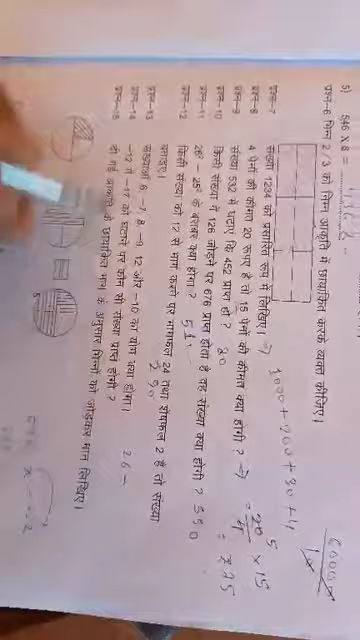 5) 546 X 8 =
प्रश्न-6 भिन्न 2/3 को निम्न आकृति में छायांकित करके व्यक्त कीजिए।
प्रश्न-7 संख्या 1234 को प्रसारित रूप में लिखिए। → 1000 + 200 + 30 + 4
प्रश्न-8 4 पेनों की कीमत 20 रूपए है तो 15 पेनों की कीमत क्या होगी ?
प्रश्न-9 संख्या 532 में घटाए कि 452 प्राप्त हो ? 80
प्रश्न-10 किसी संख्या में 126 जोड़ने पर 676 प्राप्त होता है वह संख्या क्या होगी ? 550
प्रश्न-11 26² – 25² के बराबर क्या होगा ? 51
प्रश्न-12 किसी संख्या को 12 से भाग करने पर भागफल 24 तथा शेषफल 2 है तो संख्या
बताइए। 290
प्रश्न-13 संख्याओं 6, –7, 8, –9, 12 और –10 का योग क्या होगा।
प्रश्न-14 –12 में –17 को घटाने पर कौन सी संख्या प्राप्त होगी ?
प्रश्न-15 दी गई आकृति के छायांकित भाग के अनुसार भिन्नों को जोड़कर मान लिखिए।